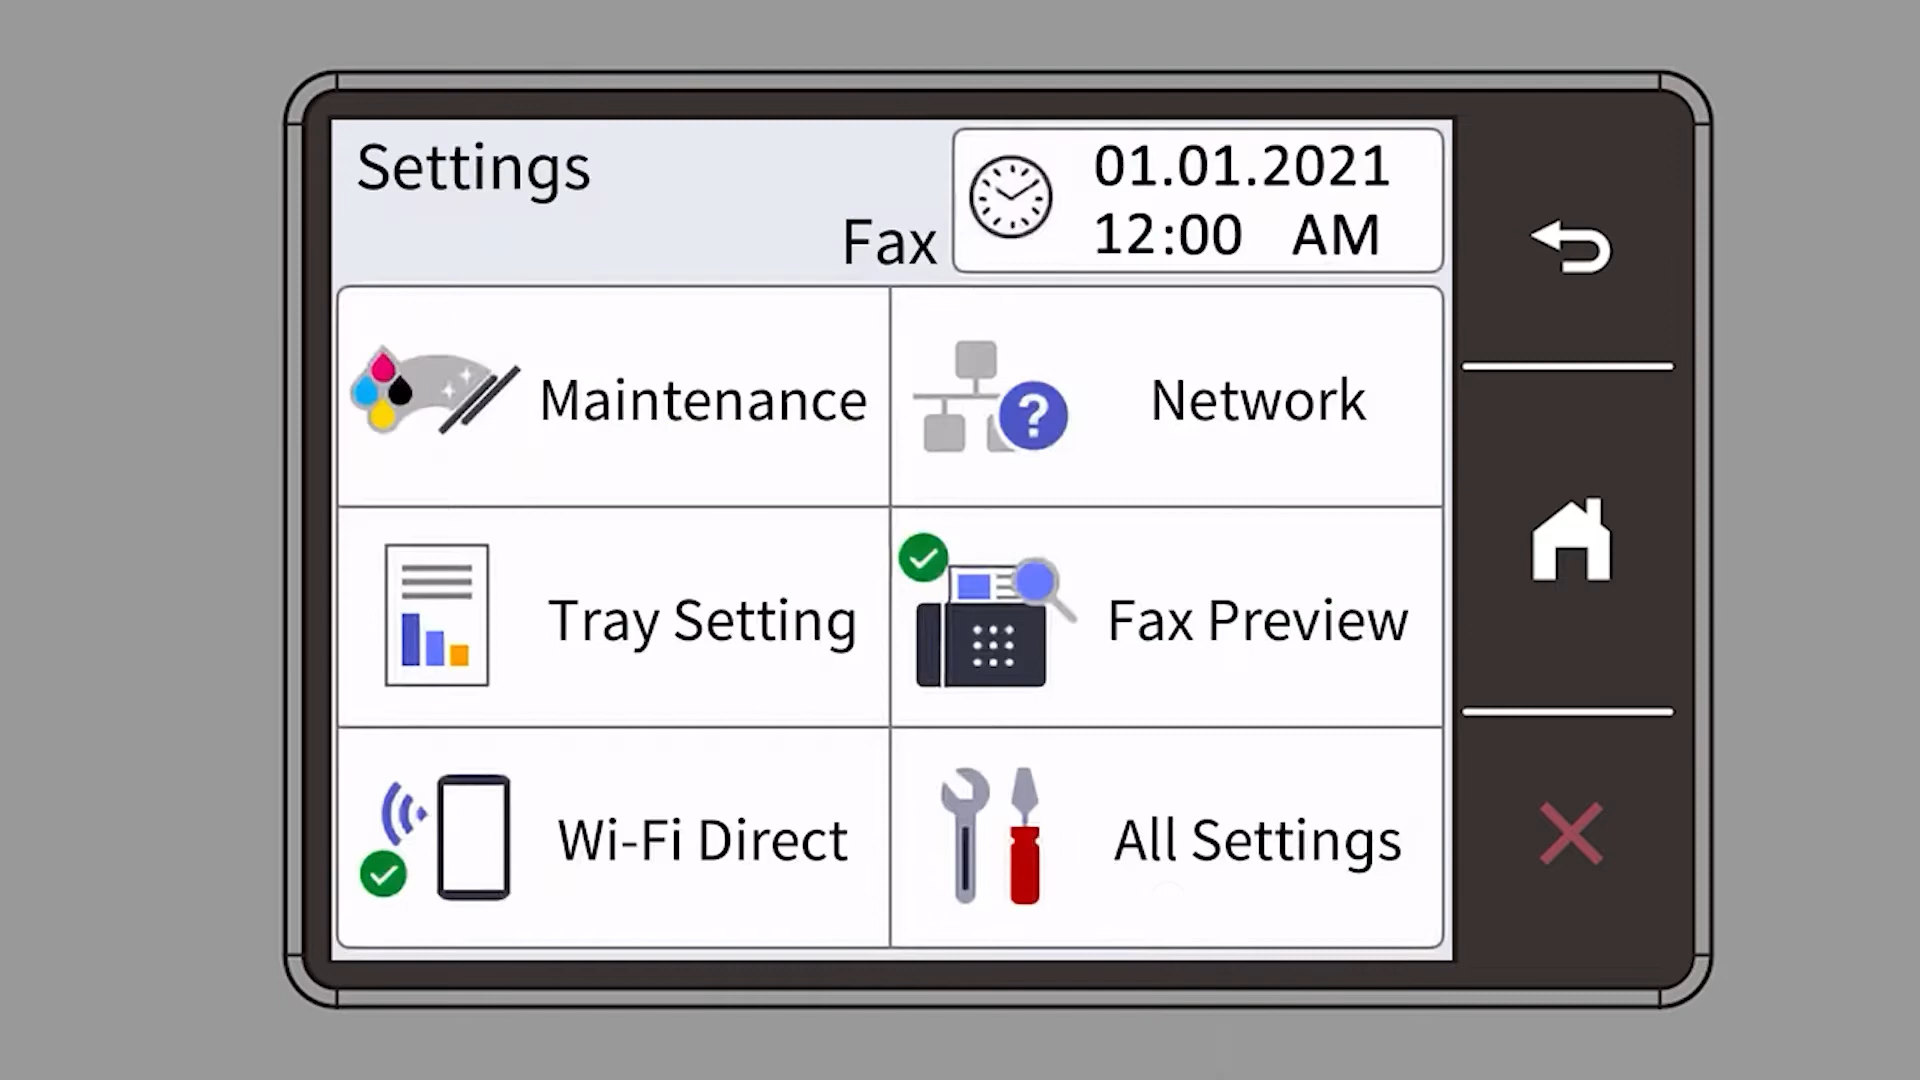 Settings
01.01.2021
12:00 AM
Fax
Maintenance
Network
Tray Setting
Fax Preview
Wi-Fi Direct
All Settings